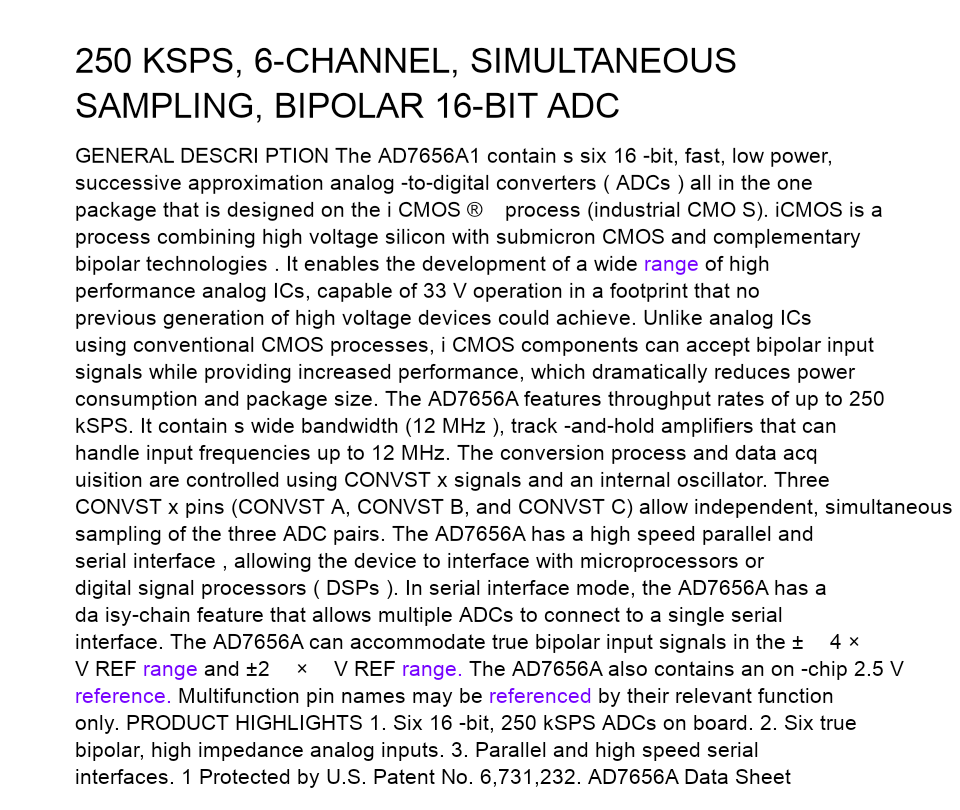 250 KSPS, 6-CHANNEL, SIMULTANEOUS
SAMPLING, BIPOLAR 16-BIT ADC
GENERAL DESCRI PTION The AD7656A1 contain s six 16 -bit, fast, low power,
successive approximation analog -to-digital converters ( ADCs ) all in the one
package that is designed on the i CMOS ® process (industrial CMO S). iCMOS is a
process combining high voltage silicon with submicron CMOS and complementary
bipolar technologies . It enables the development of a wide range of high
performance analog ICs, capable of 33 V operation in a footprint that no
previous generation of high voltage devices could achieve. Unlike analog ICs
using conventional CMOS processes, i CMOS components can accept bipolar input
signals while providing increased performance, which dramatically reduces power
consumption and package size. The AD7656A features throughput rates of up to 250
kSPS. It contain s wide bandwidth (12 MHz ), track -and-hold amplifiers that can
handle input frequencies up to 12 MHz. The conversion process and data acq
uisition are controlled using CONVST x signals and an internal oscillator. Three
CONVST x pins (CONVST A, CONVST B, and CONVST C) allow independent, simultaneous
sampling of the three ADC pairs. The AD7656A has a high speed parallel and
serial interface , allowing the device to interface with microprocessors or
digital signal processors ( DSPs ). In serial interface mode, the AD7656A has a
da isy-chain feature that allows multiple ADCs to connect to a single serial
interface. The AD7656A can accommodate true bipolar input signals in the ± 4 ×
V REF range and ±2 × V REF range. The AD7656A also contains an on -chip 2.5 V
reference. Multifunction pin names may be referenced by their relevant function
only. PRODUCT HIGHLIGHTS 1. Six 16 -bit, 250 kSPS ADCs on board. 2. Six true
bipolar, high impedance analog inputs. 3. Parallel and high speed serial
interfaces. 1 Protected by U.S. Patent No. 6,731,232. AD7656A Data Sheet